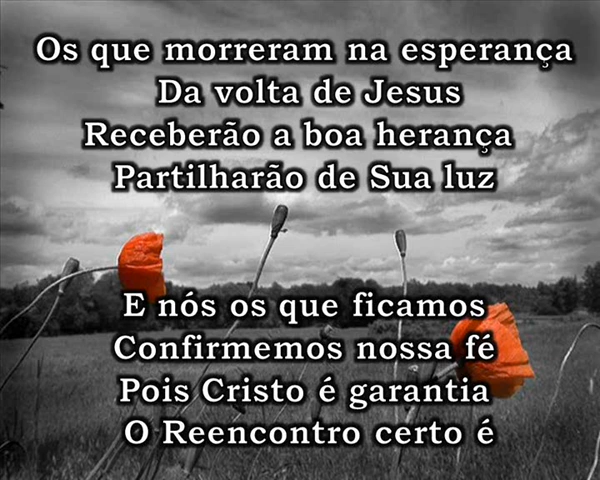 Os que morreram na esperança
Da volta de Jesus
Receberão a boa herança
Partilharão de Sua luz
E nós os que ficamos
Confirmemos nossa fé
Pois Cristo é garantia
O Reencontro certo é